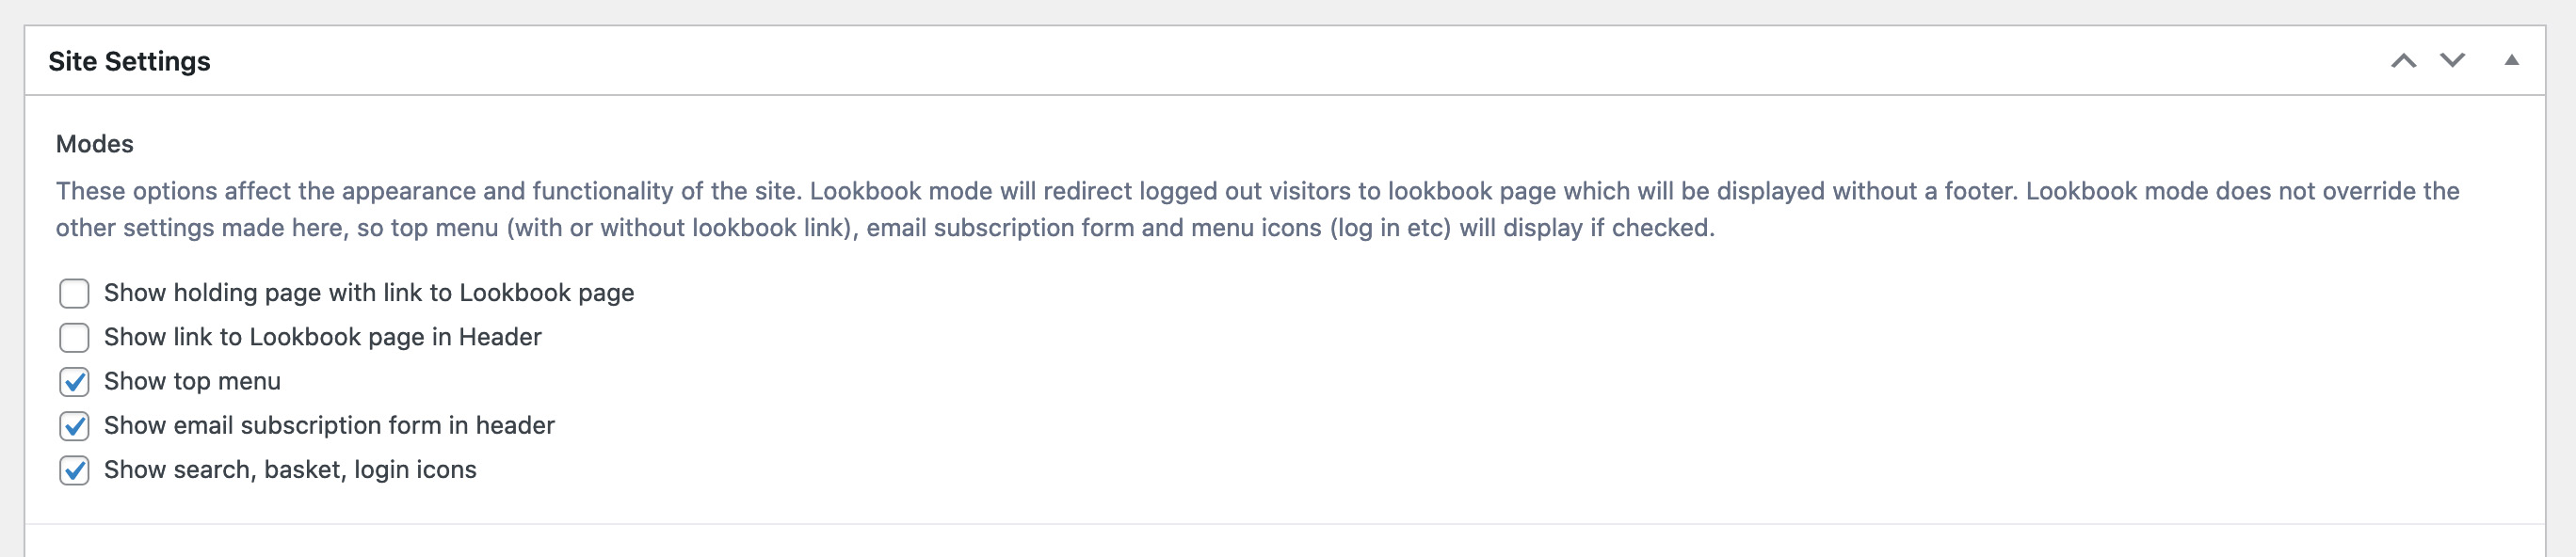 Site Settings
Modes
These options affect the appearance and functionality of the site. Lookbook mode will redirect logged out visitors to lookbook page which will be displayed without a footer. Lookbook mode does not override the
other settings made here, so top menu (with or without lookbook link), email subscription form and menu icons (log in etc) will display if checked.
Show holding page with link to Lookbook page
Show link to Lookbook page in Header
Show top menu
Show email subscription form in header
Show search, basket, login icons